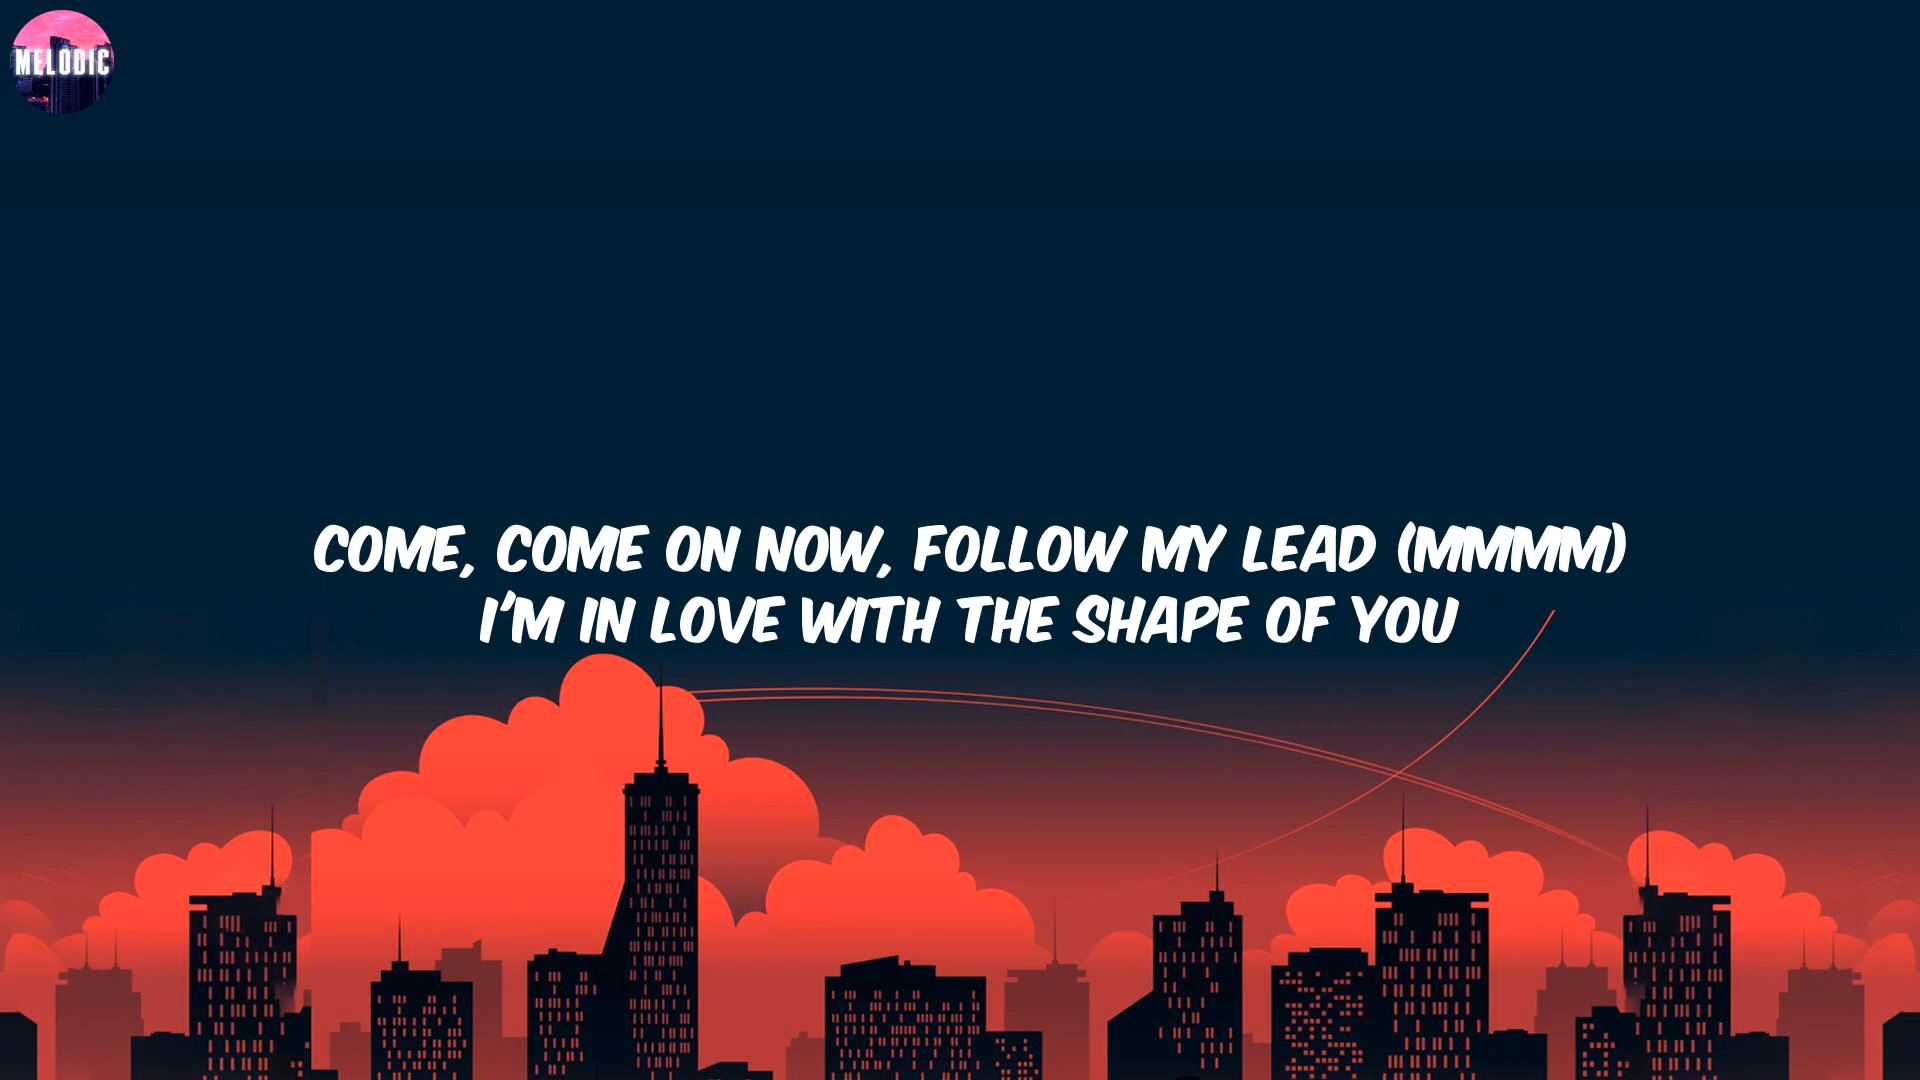 MELODIC
COME, COME ON NOW, FOLLOW MY LEAD (MMMM)
I'M IN LOVE WITH THE SHAPE OF YOU